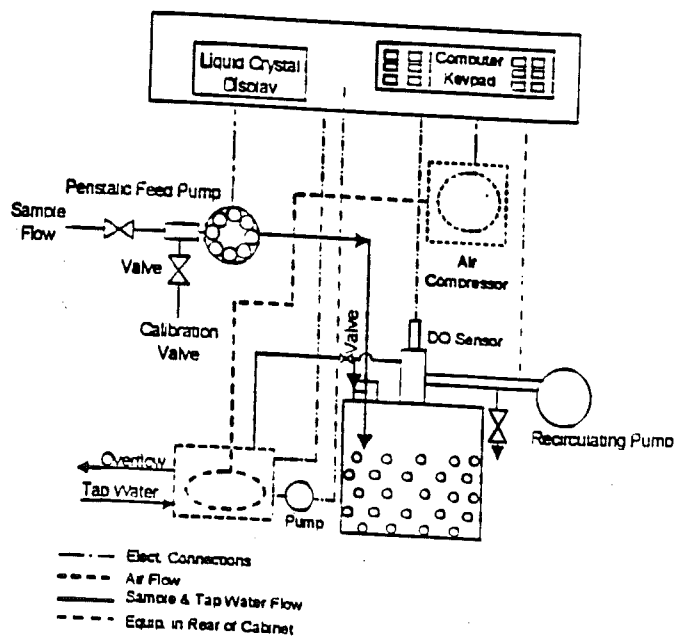 Liquid Crystal
Display
Computer
Keypad
Peristaltic Feed Pump
Sample
Flow
Valve
Calibration
Valve
Air
Compressor
Valve
DO Sensor
Recirculating Pump
Overflow
Tap Water
Pump
Elect. Connections
Air Flow
Sample & Tap Water Flow
Equip. in Rear of Cabinet